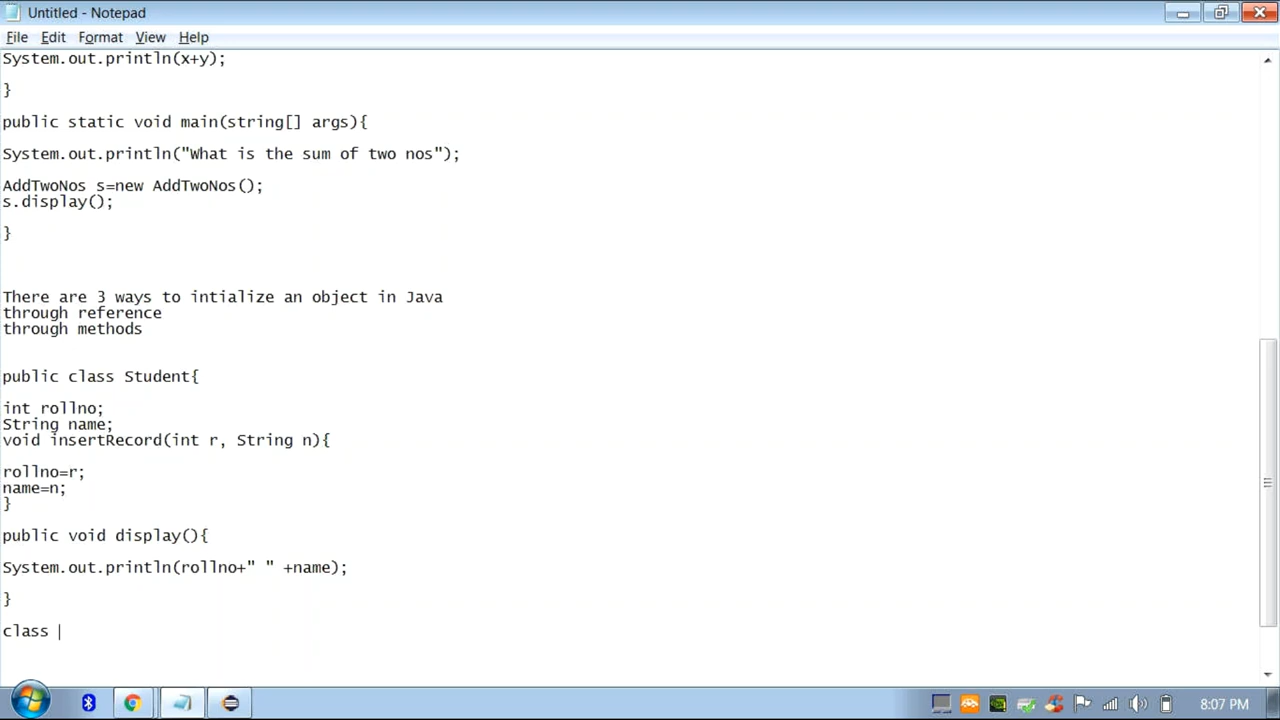 Untitled - Notepad
File Edit Format View Help
System.out.println(x+y);
}
public static void main(string[] args){
System.out.println("What is the sum of two nos");
AddTwoNos s=new AddTwoNos();
s.display();
}
There are 3 ways to intialize an object in Java
through reference
through methods
public class Student{
int rollno;
String name;
void insertRecord(int r, String n){
rollno=r;
name=n;
}
public void display(){
System.out.println(rollno+" " +name);
}
class
8:07 PM